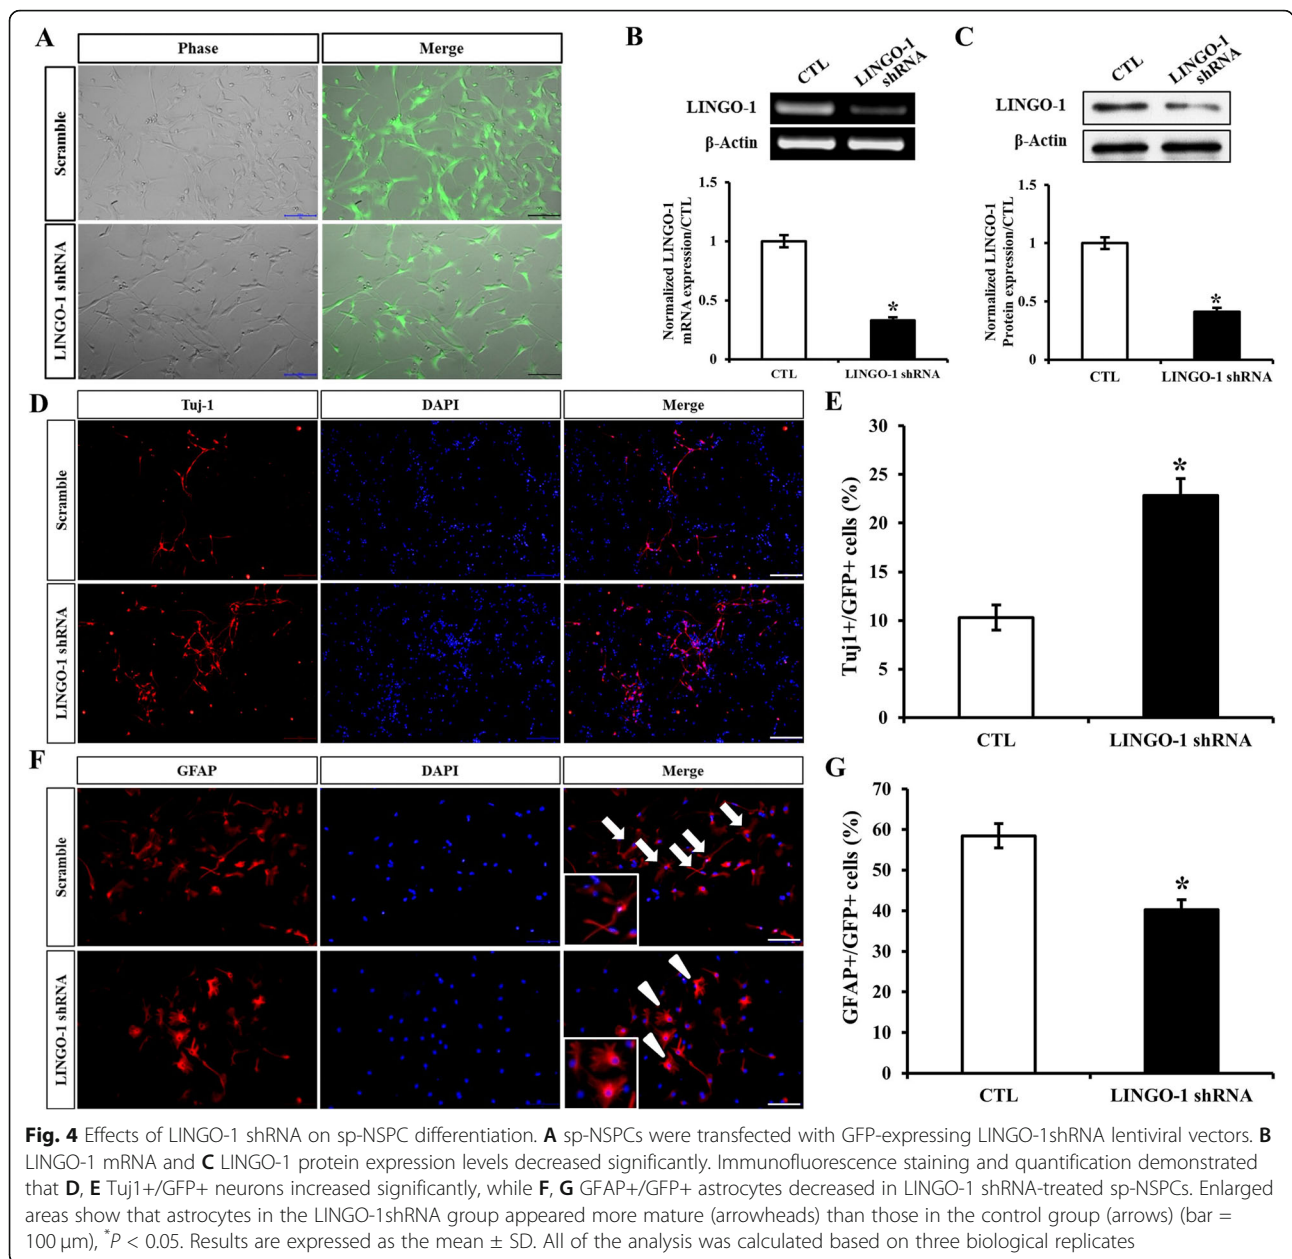 A
Phase
Merge
Scramble
LINGO-1 shRNA
B
CTL
LINGO-1
shRNA
LINGO-1
β-Actin
Normalized LINGO-1
mRNA expression/CTL
1.5
1
0.5
0
*
CTL
LINGO-1 shRNA
C
CTL
LINGO-1
shRNA
LINGO-1
β-Actin
Normalized LINGO-1
Protein expression/CTL
1.5
1
0.5
0
*
CTL
LINGO-1 shRNA
D
Tuj-1
DAPI
Merge
Scramble
LINGO-1 shRNA
E
Tuj1+/GFP+ cells (%)
30
25
20
15
10
5
0
*
CTL
LINGO-1 shRNA
F
GFAP
DAPI
Merge
Scramble
LINGO-1 shRNA
G
GFAP+/GFP+ cells (%)
70
60
50
40
30
20
10
0
*
CTL
LINGO-1 shRNA
Fig. 4 Effects of LINGO-1 shRNA on sp-NSPC differentiation. A sp-NSPCs were transfected with GFP-expressing LINGO-1shRNA lentiviral vectors. B
LINGO-1 mRNA and C LINGO-1 protein expression levels decreased significantly. Immunofluorescence staining and quantification demonstrated
that D, E Tuj1+/GFP+ neurons increased significantly, while F, G GFAP+/GFP+ astrocytes decreased in LINGO-1 shRNA-treated sp-NSPCs. Enlarged
areas show that astrocytes in the LINGO-1shRNA group appeared more mature (arrowheads) than those in the control group (arrows) (bar =
100 μm), *P < 0.05. Results are expressed as the mean ± SD. All of the analysis was calculated based on three biological replicates